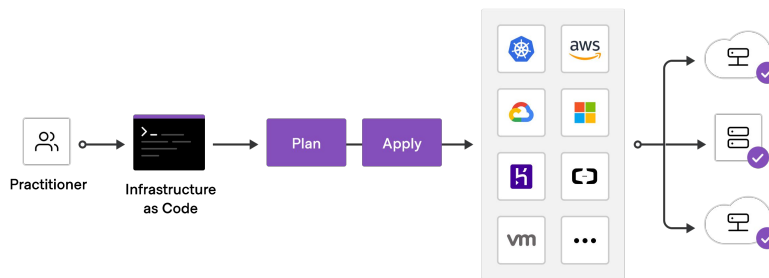 aws
Plan
Apply
Practitioner
Infrastructure
as Code
vm